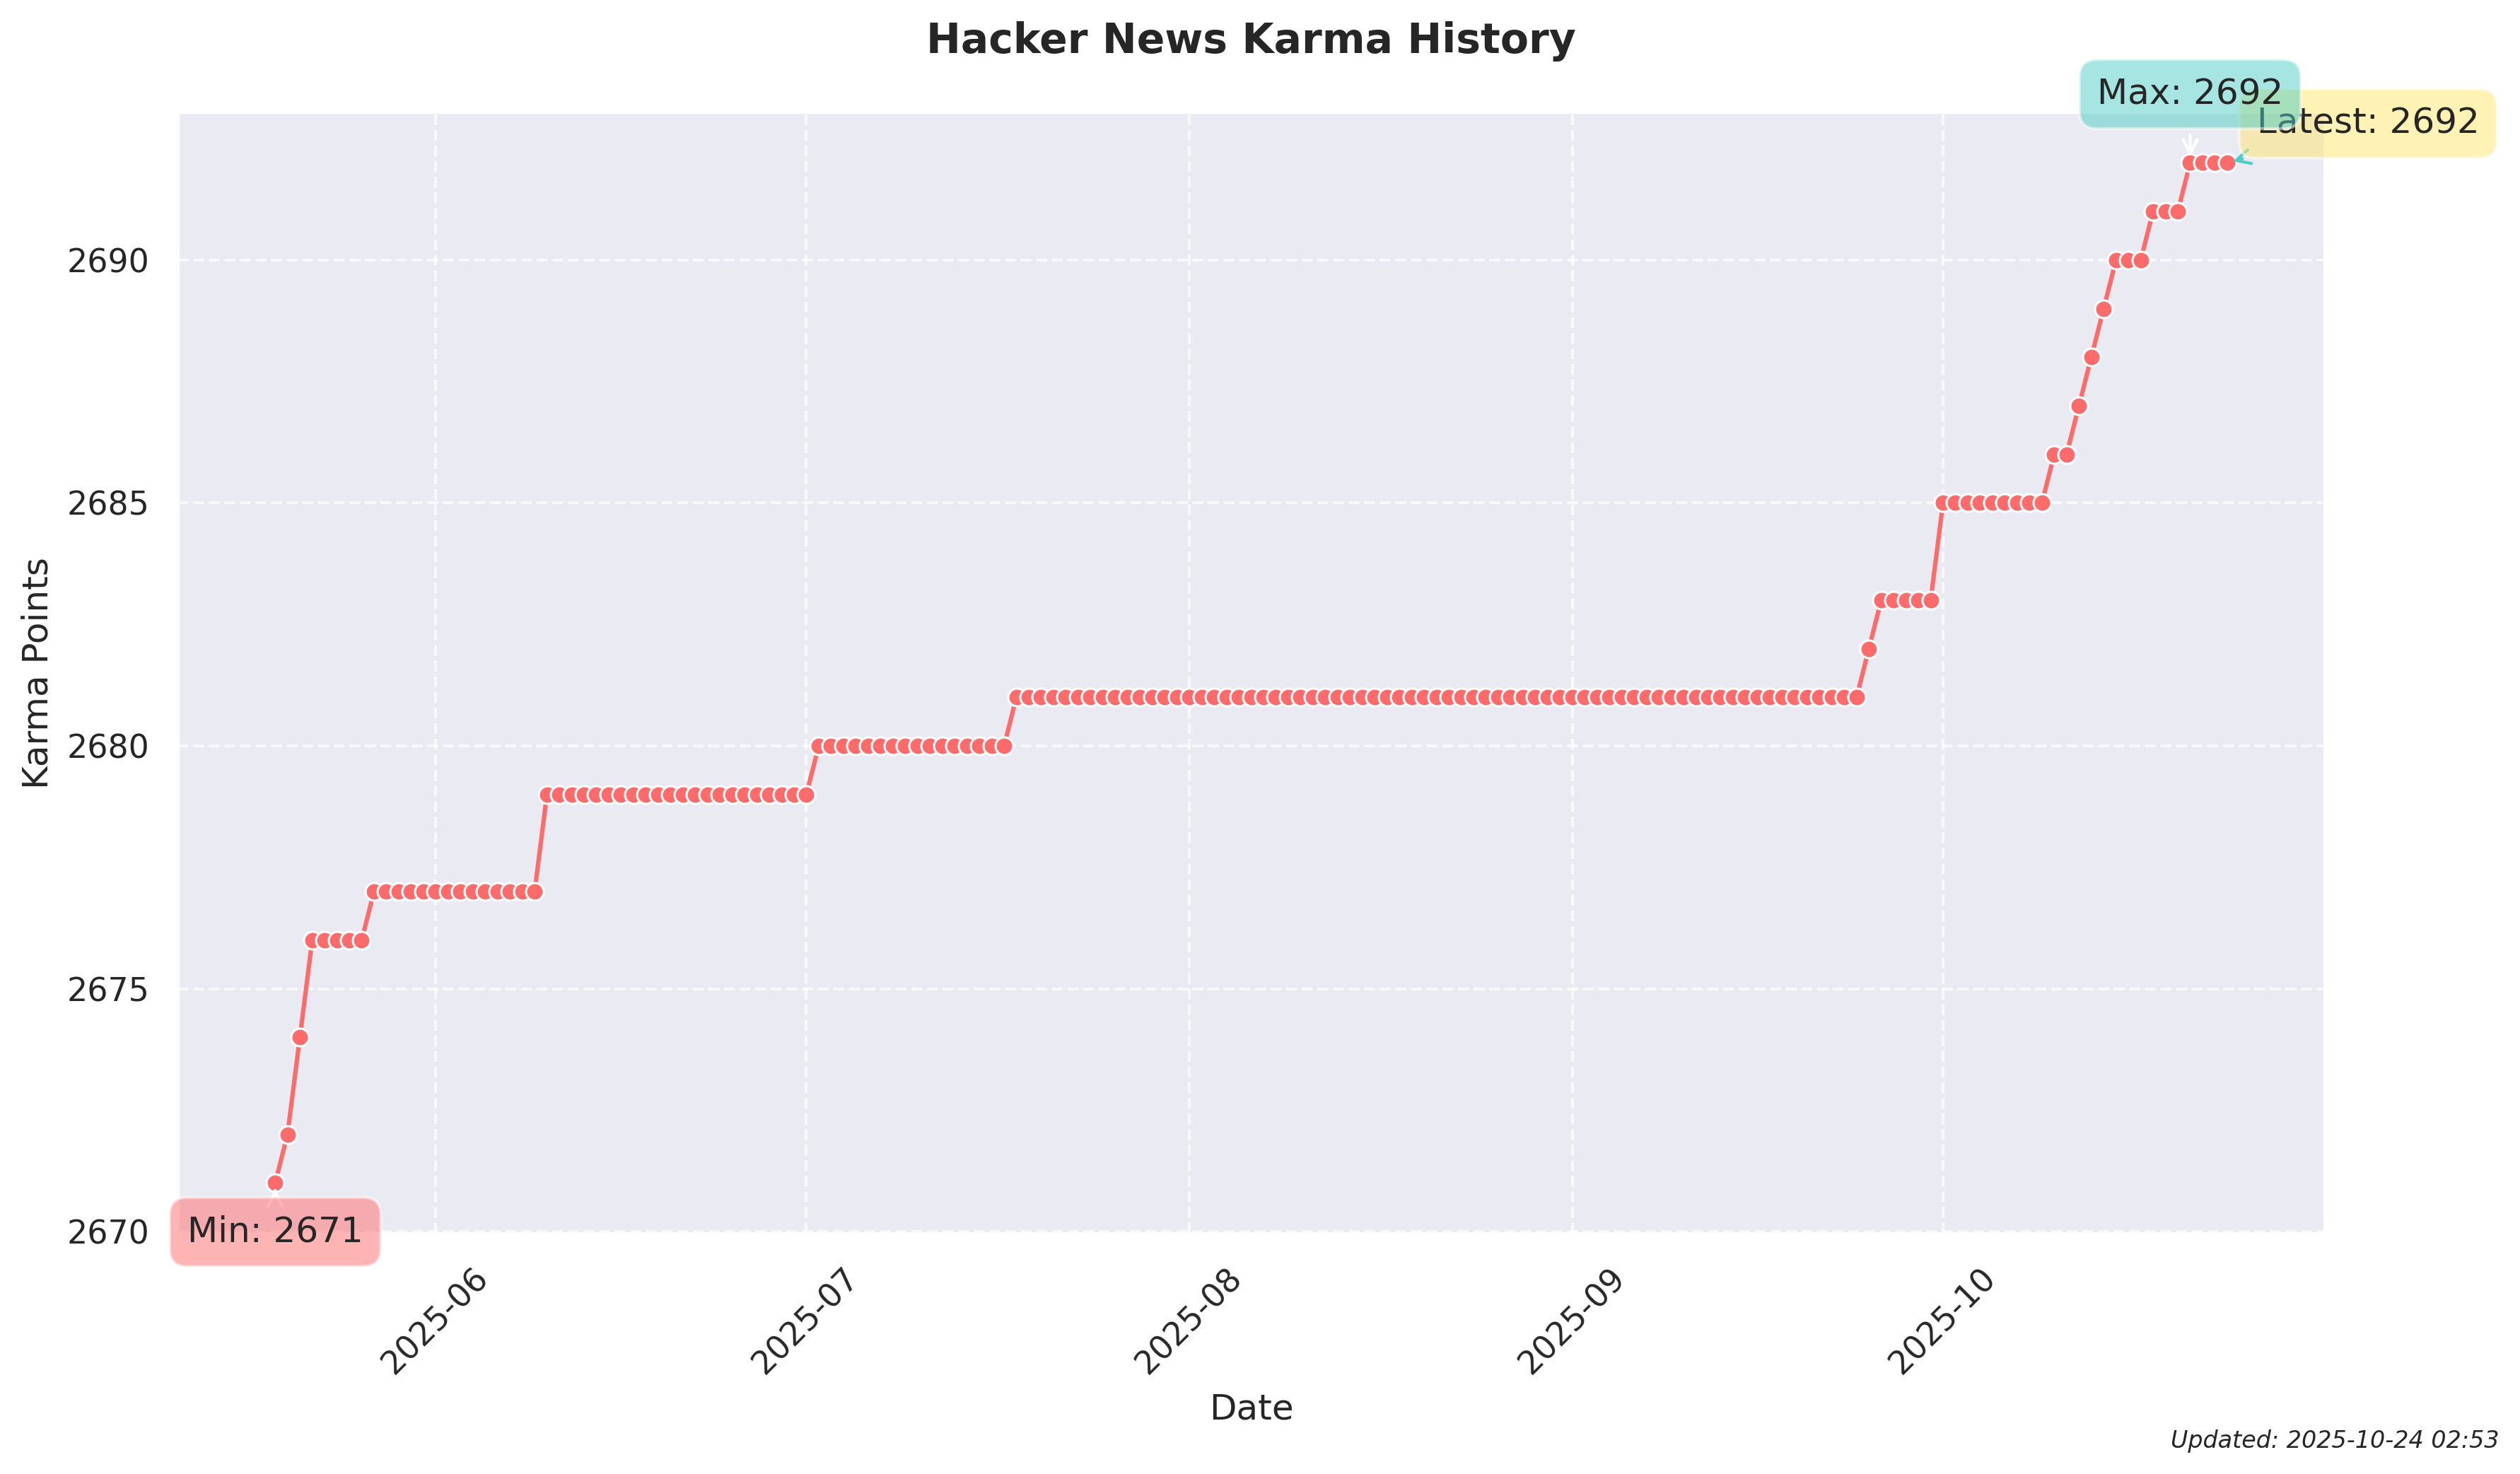 Hacker News Karma History
Max: 2692
Latest: 2692
2690
2685
2680
2675
2670
Karma Points
Min: 2671
2025-06
2025-07
2025-08
2025-09
2025-10
Date
Updated: 2025-10-24 02:53